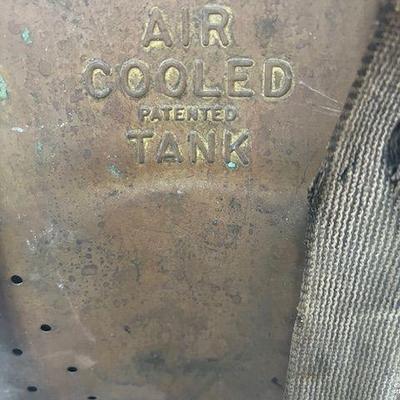 AIR
COOLED
PATENTED
TANK